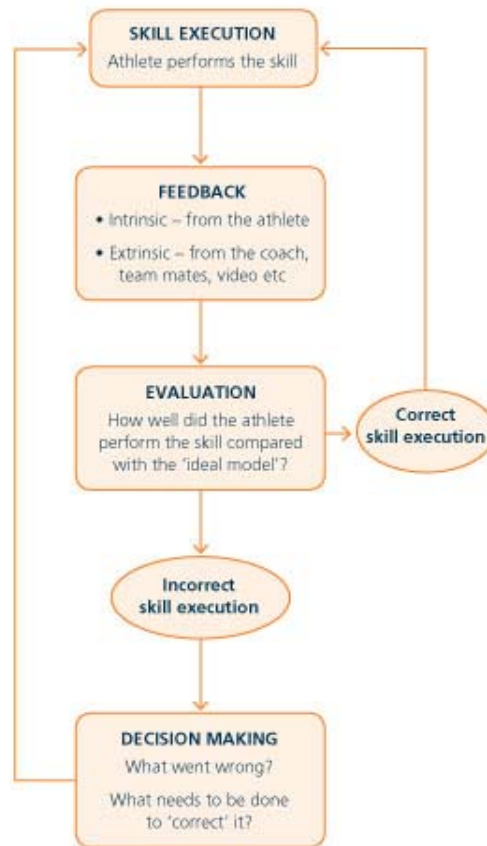 SKILL EXECUTION
Athlete performs the skill
FEEDBACK
• Intrinsic – from the athlete
• Extrinsic – from the coach,
team mates, video etc
EVALUATION
How well did the athlete
perform the skill compared
with the 'ideal model'?
Correct
skill execution
Incorrect
skill execution
DECISION MAKING
What went wrong?
What needs to be done
to 'correct' it?